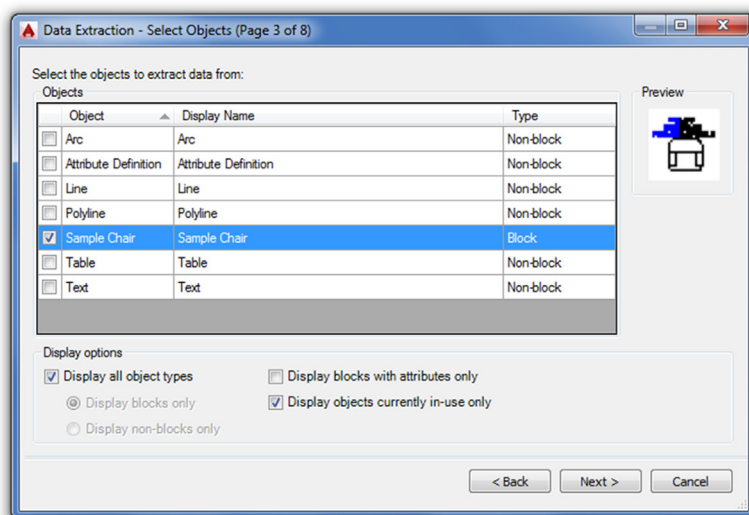 Data Extraction - Select Objects (Page 3 of 8)
Select the objects to extract data from:
Objects
Preview
Object Display Name Type
Arc Arc Non-block
Attribute Definition Attribute Definition Non-block
Line Line Non-block
Polyline Polyline Non-block
Sample Chair Sample Chair Block
Table Table Non-block
Text Text Non-block
Display options
Display all object types Display blocks with attributes only
Display blocks only Display objects currently in-use only
Display non-blocks only
< Back Next > Cancel